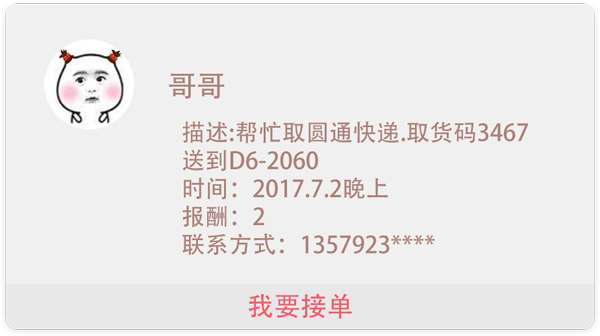 哥哥
描述:帮忙取圆通快递.取货码3467
送到D6-2060
时间：2017.7.2晚上
报酬：2
联系方式：1357923****
我要接单